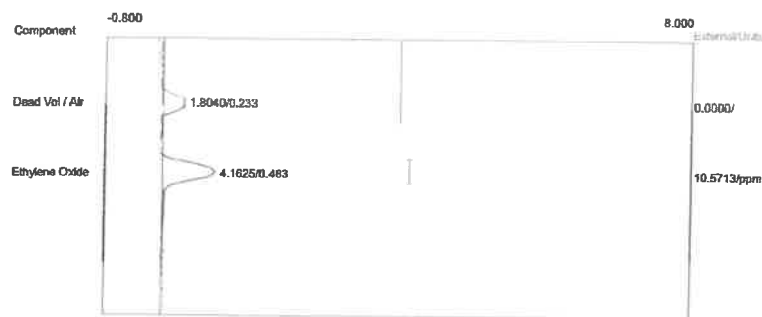 -0.800 8.000
Component External/Units
Dead Vol / Air 1.8040/0.233 0.0000/
Ethylene Oxide 4.1625/0.483 10.5713/ppm